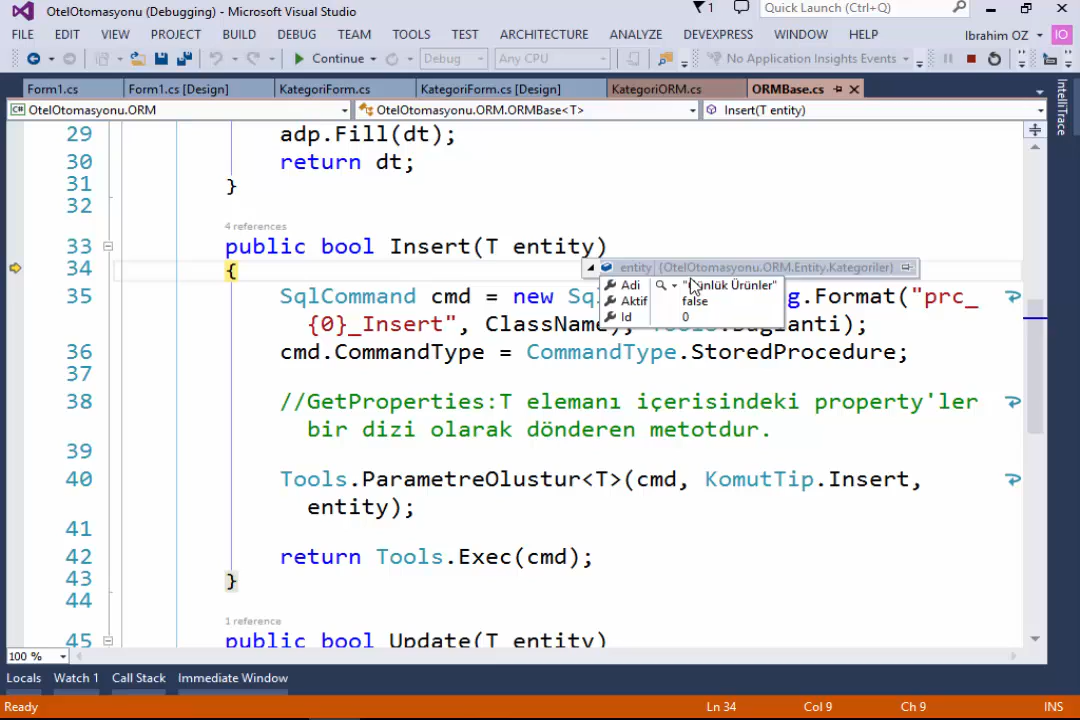 OtelOtomasyonu (Debugging) - Microsoft Visual Studio
1
Quick Launch (Ctrl+Q)
FILE EDIT VIEW PROJECT BUILD DEBUG TEAM TOOLS TEST ARCHITECTURE ANALYZE DEVEXPRESS WINDOW HELP Ibrahim OZ IO
Continue Debug Any CPU No Application Insights Events
Form1.cs Form1.cs [Design] KategoriForm.cs KategoriForm.cs [Design] KategoriORM.cs ORMBase.cs
OtelOtomasyonu.ORM OtelOtomasyonu.ORM.ORMBase<T> Insert(T entity)
IntelliTrace
29 adp.Fill(dt);
30 return dt;
31 }
32
4 references
33 public bool Insert(T entity)
34 {
entity {OtelOtomasyonu.ORM.Entity.Kategoriler}
Adi
Aktif false
Id 0
35 SqlCommand cmd = new g.Format("prc_
{0}_Insert", ClassName);
36 cmd.CommandType = CommandType.StoredProcedure;
37
38 //GetProperties:T elemanı içerisindeki property'ler
bir dizi olarak dönderen metotdur.
39
40 Tools.ParametreOlustur<T>(cmd, KomutTip.Insert,
entity);
41
42 return Tools.Exec(cmd);
43 }
44
1 reference
45 public bool Update(T entity)
100 %
Locals Watch 1 Call Stack Immediate Window
Ready Ln 34 Col 9 Ch 9 INS